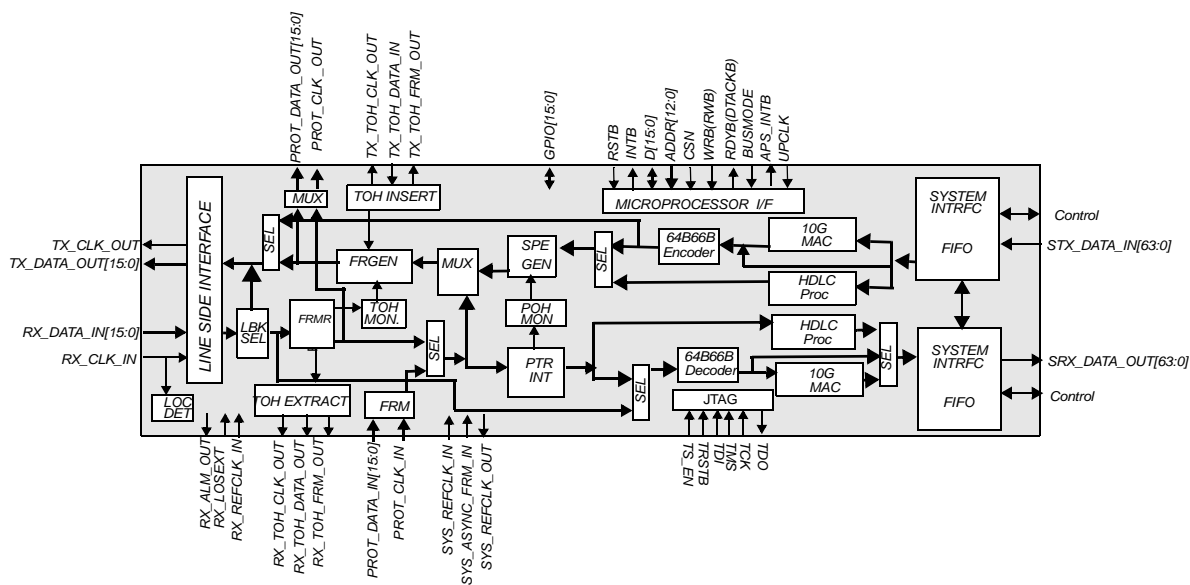 PROT_DATA_OUT[15:0]
PROT_CLK_OUT
TX_TOH_CLK_OUT
TX_TOH_DATA_IN
TX_TOH_FRM_OUT
GPIO[15:0]
RSTB
INTB
D[15:0]
ADDR[12:0]
CSN
WRB(RWB)
RDYB(DTACKB)
BUSMODE
APS_INTB
UPCLK
MUX
TOH INSERT
MICROPROCESSOR I/F
SYSTEM
INTRFC
FIFO
Control
STX_DATA_IN[63:0]
TX_CLK_OUT
TX_DATA_OUT[15:0]
RX_DATA_IN[15:0]
RX_CLK_IN
LINE SIDE INTERFACE
SEL
FRGEN
MUX
SPE
GEN
SEL
64B66B
Encoder
10G
MAC
HDLC
Proc
LBK
SEL
FRMR
TOH
MON.
POH
MON
SEL
PTR
INT
HDLC
Proc
SEL
64B66B
Decoder
10G
MAC
SEL
SYSTEM
INTRFC
FIFO
SRX_DATA_OUT[63:0]
Control
LOC
DET
TOH EXTRACT
FRM
JTAG
RX_ALM_OUT
RX_LOSEXT
RX_REFCLK_IN
RX_TOH_CLK_OUT
RX_TOH_DATA_OUT
RX_TOH_FRM_OUT
PROT_DATA_IN[15:0]
PROT_CLK_IN
SYS_REFCLK_IN
SYS_ASYNC_FRM_IN
SYS_REFCLK_OUT
TS_EN
TRSTB
TDI
TMS
TCK
TDO